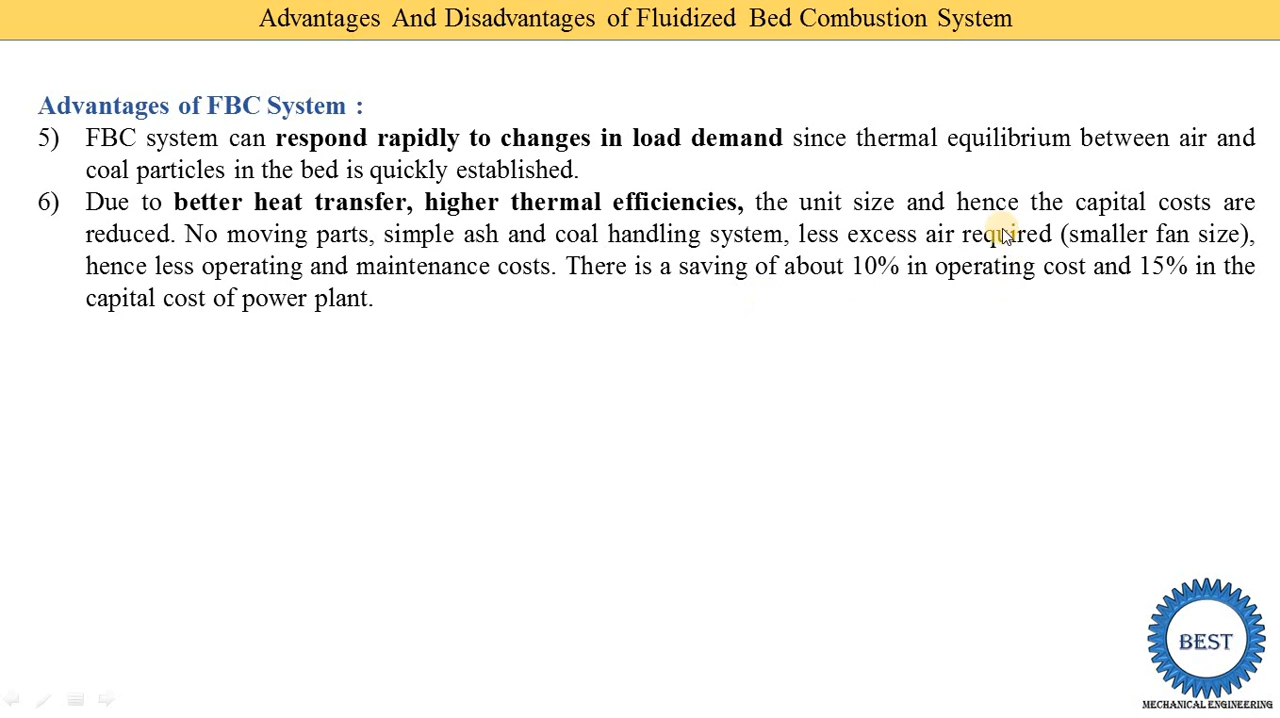 Advantages And Disadvantages of Fluidized Bed Combustion System
Advantages of FBC System :
5) FBC system can respond rapidly to changes in load demand since thermal equilibrium between air and
coal particles in the bed is quickly established.
6) Due to better heat transfer, higher thermal efficiencies, the unit size and hence the capital costs are
reduced. No moving parts, simple ash and coal handling system, less excess air required (smaller fan size),
hence less operating and maintenance costs. There is a saving of about 10% in operating cost and 15% in the
capital cost of power plant.
BEST
MECHANICAL ENGINEERING